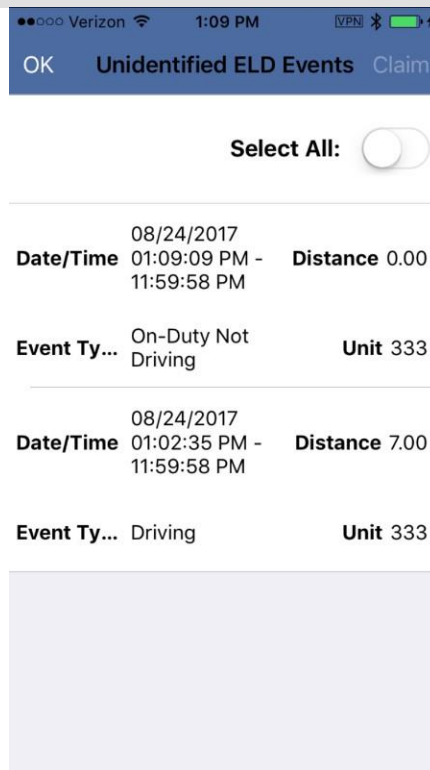 Verizon 1:09 PM VPN
OK Unidentified ELD Events Claim
Select All:
08/24/2017
Date/Time 01:09:09 PM - Distance 0.00
11:59:58 PM
On-Duty Not
Event Ty... Driving Unit 333
08/24/2017
Date/Time 01:02:35 PM - Distance 7.00
11:59:58 PM
Event Ty... Driving Unit 333